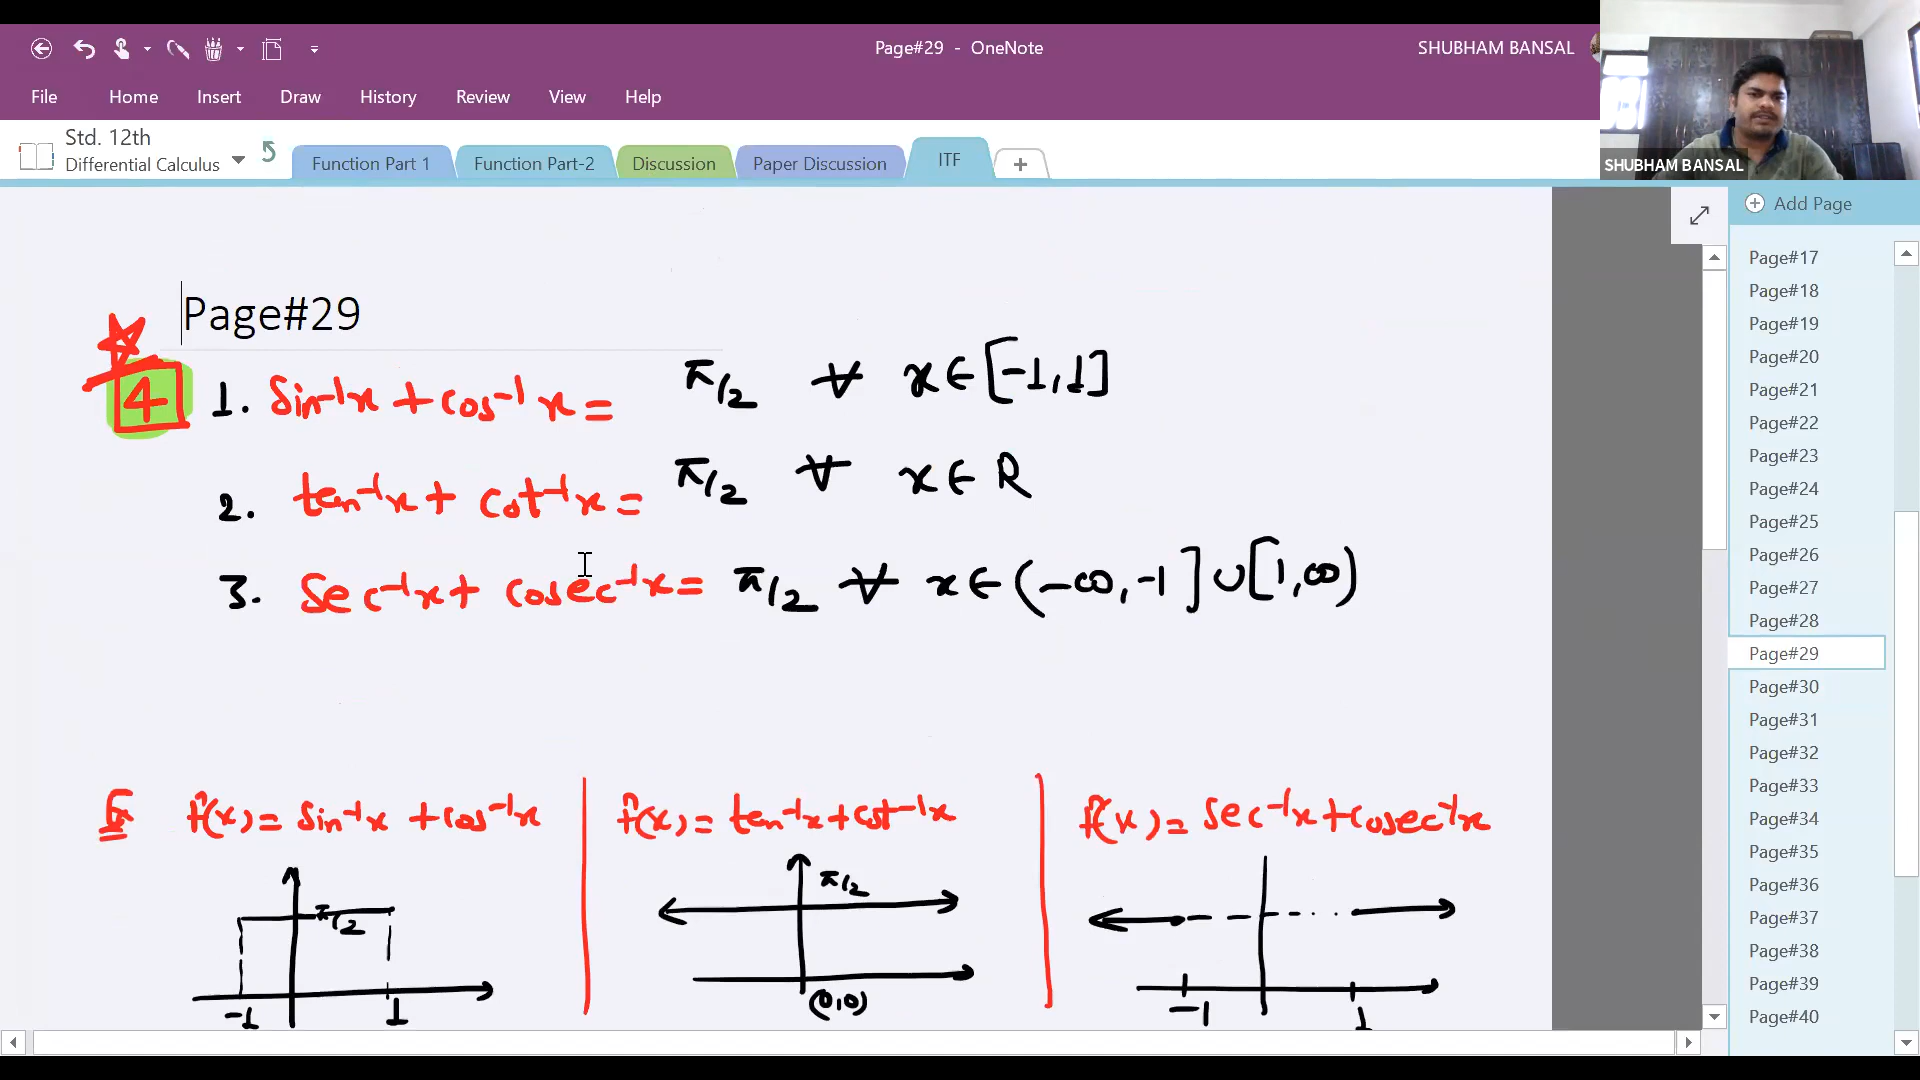 Page#29 - OneNote
SHUBHAM BANSAL
File Home Insert Draw History Review View Help
SHUBHAM BANSAL
Std. 12th
Differential Calculus
Function Part 1 Function Part-2 Discussion Paper Discussion ITF +
Add Page
Page#17
Page#18
Page#19
Page#20
Page#21
Page#22
Page#23
Page#24
Page#25
Page#26
Page#27
Page#28
Page#29
Page#30
Page#31
Page#32
Page#33
Page#34
Page#35
Page#36
Page#37
Page#38
Page#39
Page#40
Page#29
4 1. Sin⁻¹x + cos⁻¹x = π/2 ∀ x ∈ [-1,1]
2. tan⁻¹x + cot⁻¹x = π/2 ∀ x ∈ R
3. Sec⁻¹x + cosec⁻¹x = π/2 ∀ x ∈ (-∞,-1] ∪ [1,∞)
f(x) = sin⁻¹x + cos⁻¹x
π/2
-1 1
f(x) = tan⁻¹x + cot⁻¹x
π/2
(0,0)
f(x) = sec⁻¹x + cosec⁻¹x
-1 1